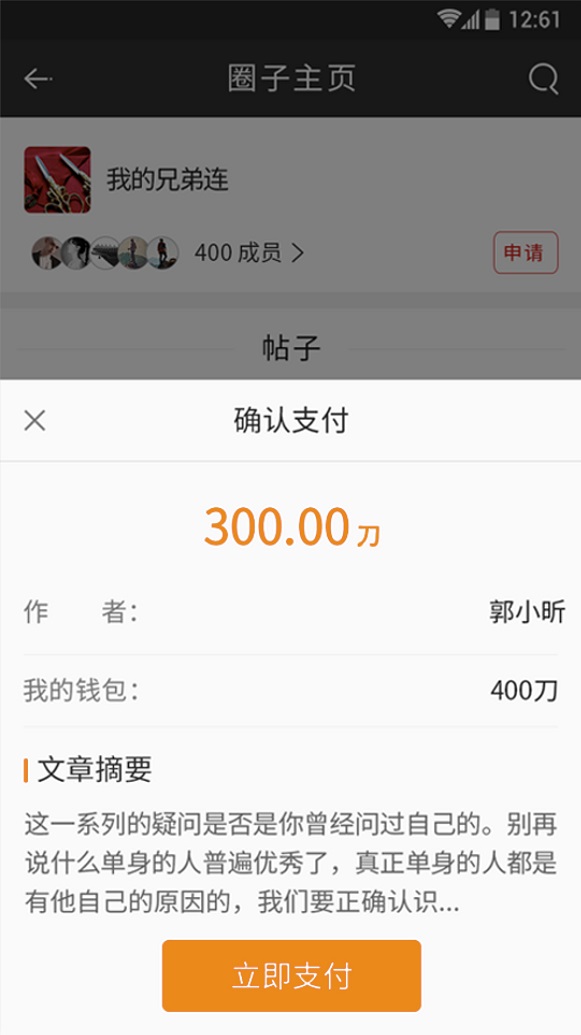 12:61
圈子主页
我的兄弟连
400 成员
申请
帖子
确认支付
300.00 刀
作 者：
郭小昕
我的钱包：
400刀
文章摘要
这一系列的疑问是否是你曾经问过自己的。别再
说什么单身的人普遍优秀了，真正单身的人都是
有他自己的原因的，我们要正确认识...
立即支付